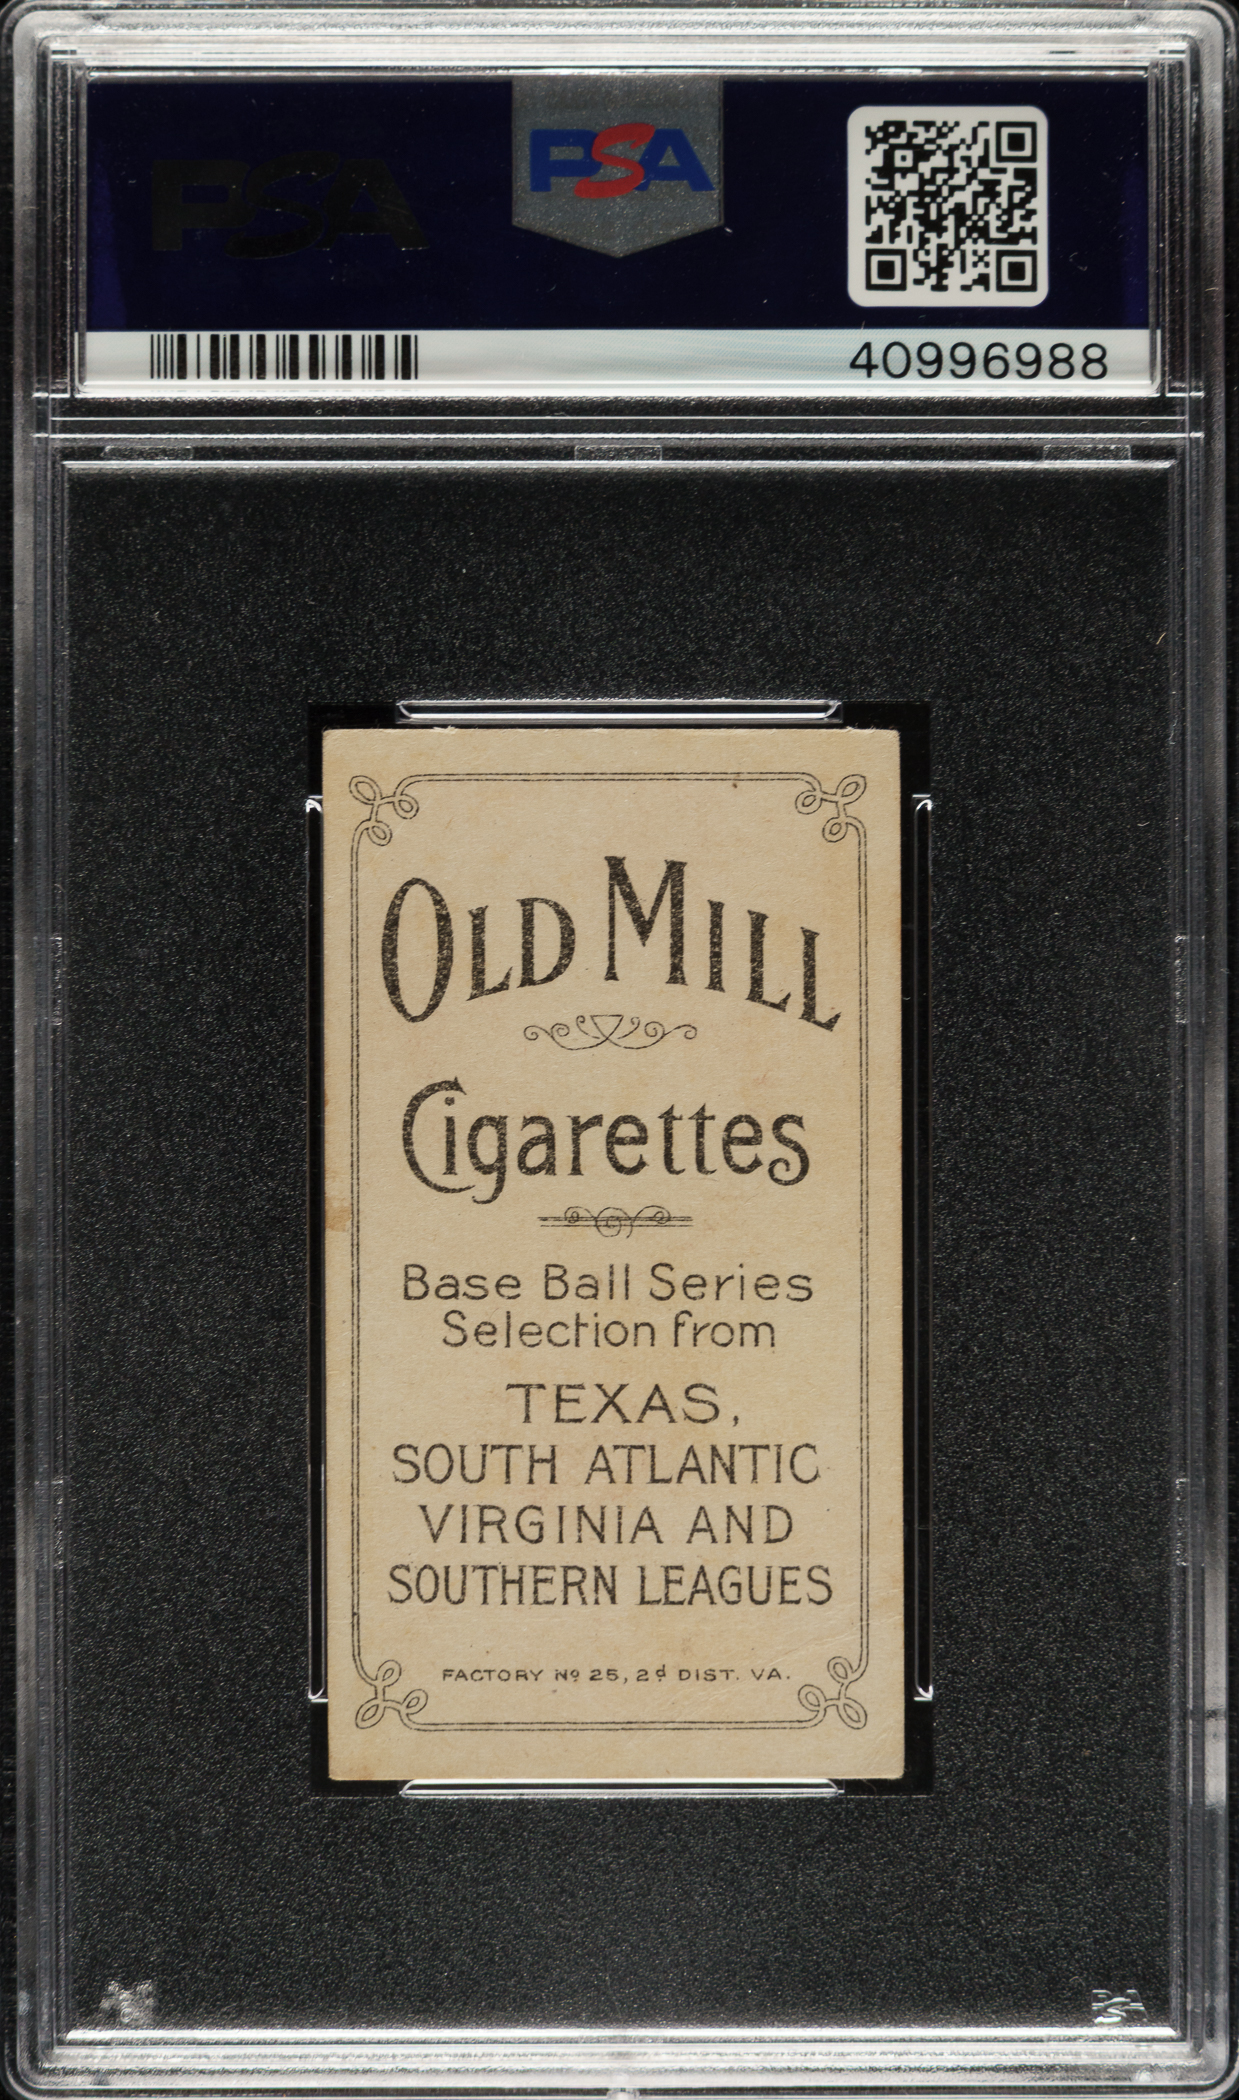 PSA
PSA
40996988
OLD MILL
Cigarettes
Base Ball Series
Selection from
TEXAS,
SOUTH ATLANTIC
VIRGINIA AND
SOUTHERN LEAGUES
FACTORY Nº 25, 2d DIST. VA.
PSA